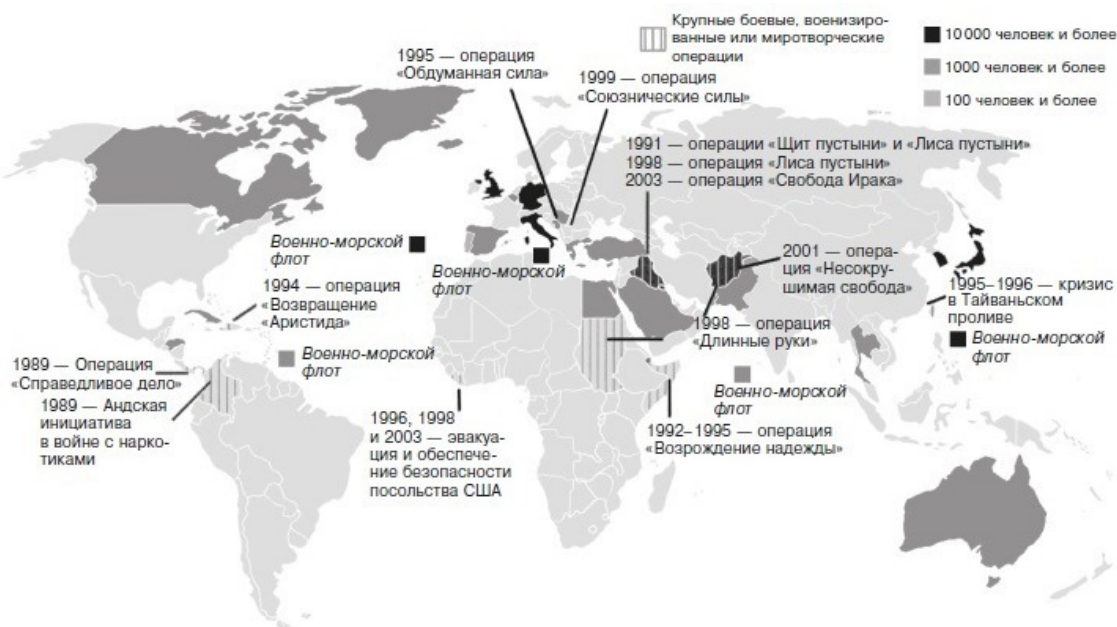 Крупные боевые, военизиро-
ванные или миротворческие
операции
10 000 человек и более
1000 человек и более
100 человек и более
1995 — операция
«Обдуманная сила»
1999 — операция
«Союзнические силы»
1991 — операции «Щит пустыни» и «Лиса пустыни»
1998 — операция «Лиса пустыни»
2003 — операция «Свобода Ирака»
Военно-морской
флот
Военно-морской
флот
2001 — опера-
ция «Несокру-
шимая свобода»
1995–1996 — кризис
в Тайваньском
проливе
Военно-морской
флот
1994 — операция
«Возвращение
Аристида»
1998 — операция
«Длинные руки»
Военно-морской
флот
1989 — Операция
«Справедливое дело»
1989 — Андская
инициатива
в войне с нарко-
тиками
Военно-морской
флот
1996, 1998
и 2003 — эвакуа-
ция и обеспече-
ние безопасности
посольства США
1992–1995 — операция
«Возрождение надежды»